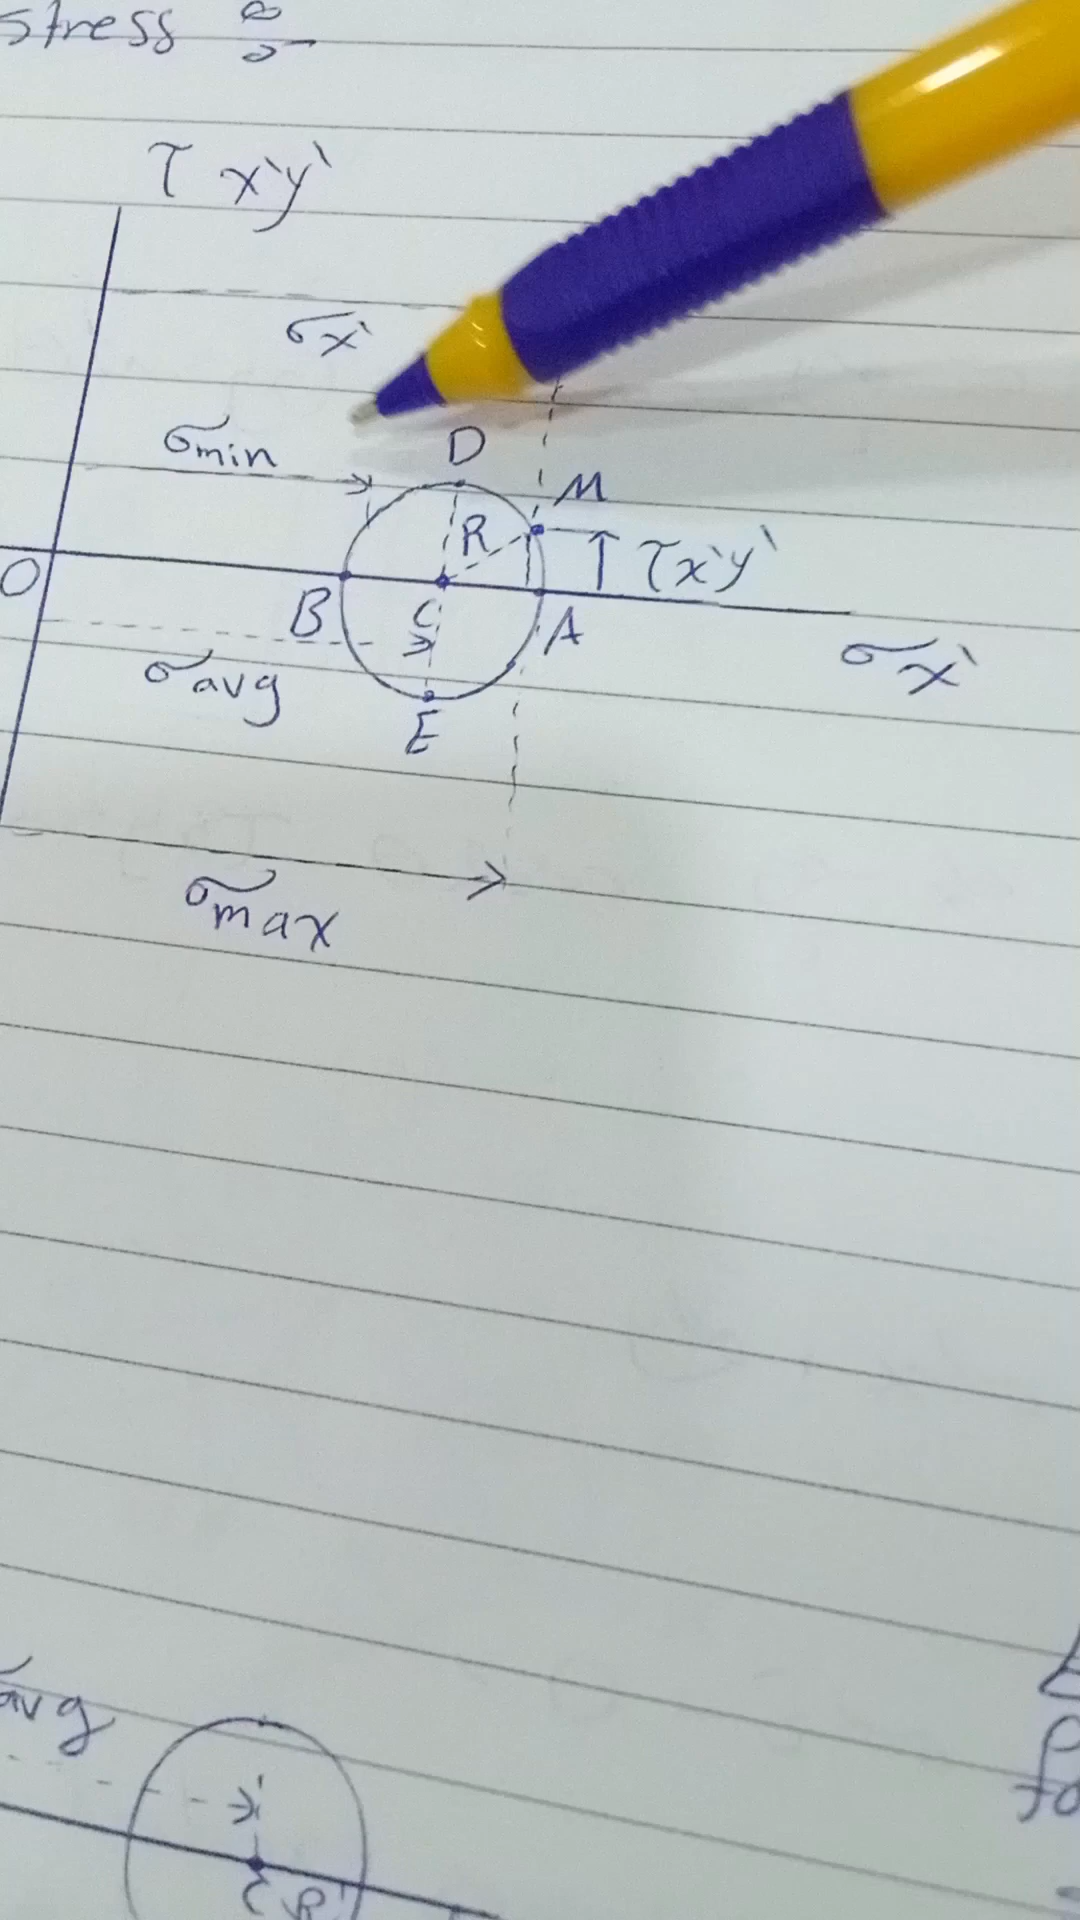 stress :-
τ x'y'
σx'
σmin
D
M
R
τx'y'
O
B
C
A
σx'
σavg
E
σmax
avg
C R